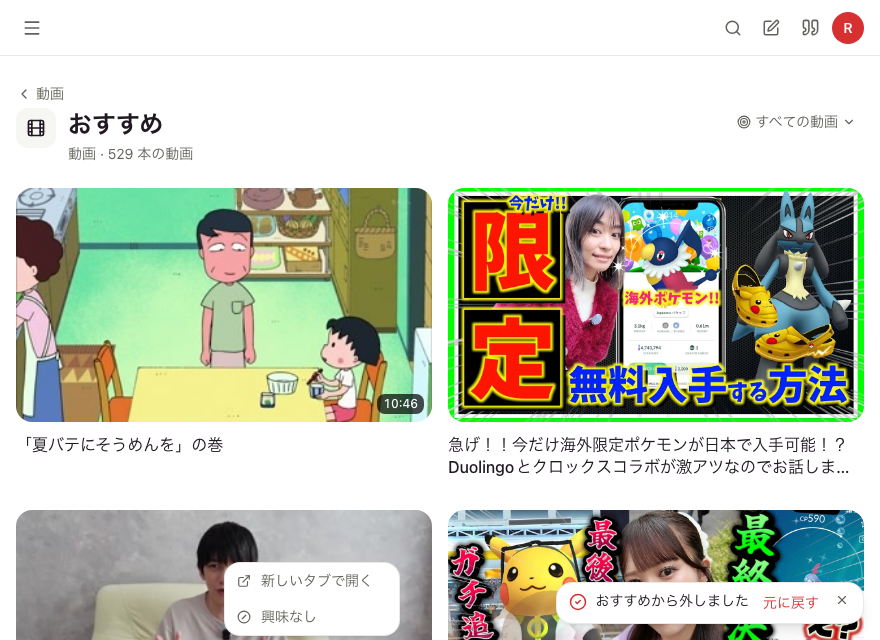 R
動画
おすすめ
動画 · 529 本の動画
すべての動画
10:46
「夏バテにそうめんを」の巻
今だけ!!
限定
海外ポケモン!!
無料入手する方法
急げ！！今だけ海外限定ポケモンが日本で入手可能！？
Duolingoとクロックスコラボが激アツなのでお話しま...
新しいタブで開く
興味なし
ガチ追
最後
最終
CP590
おすすめから外しました
元に戻す